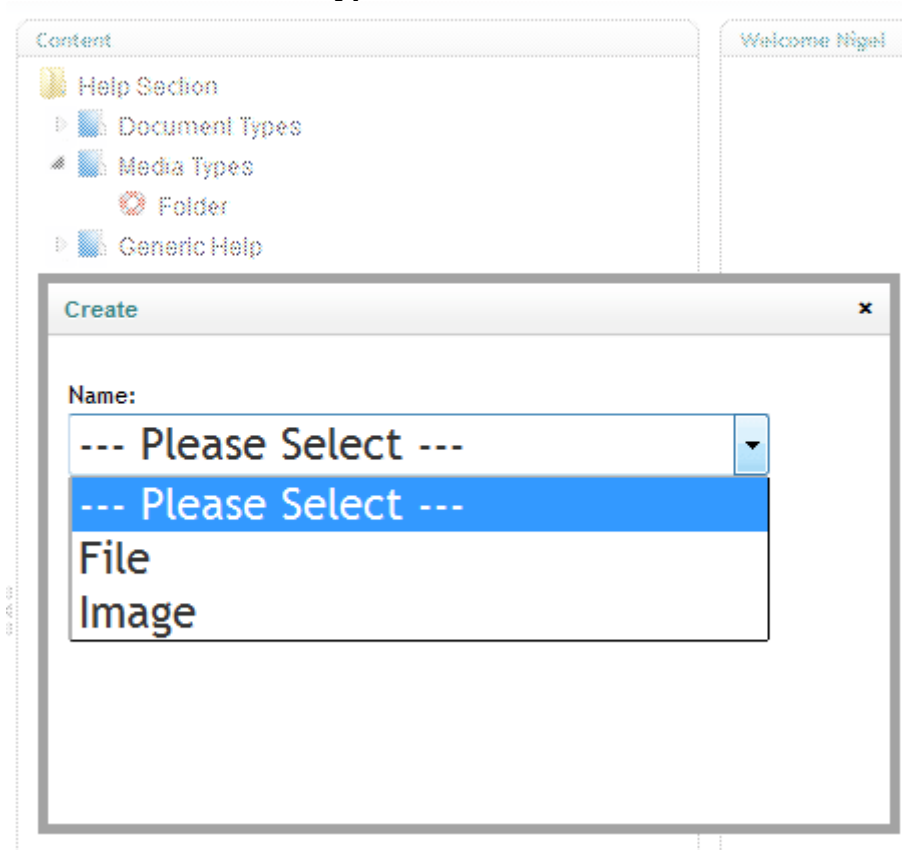 Content
Welcome Nigel
Help Section
Document Types
Media Types
Folder
Generic Help
Create
x
Name:
--- Please Select ---
--- Please Select ---
File
Image